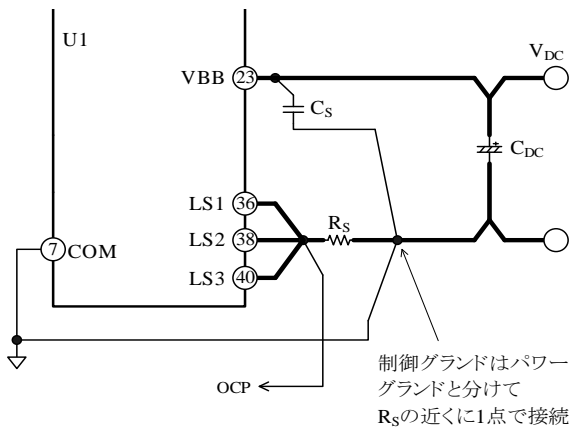 U1
V_DC
VBB 23
C_S
C_DC
LS1 36
R_S
LS2 38
7 COM
LS3 40
制御グランドはパワー
グランドと分けて
R_Sの近くに1点で接続
OCP